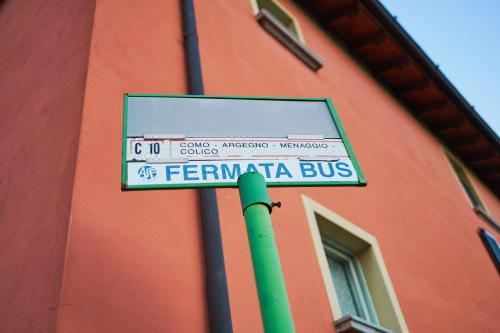 C 10 COMO - ARGEGNO - MENAGGIO -
COLICO
FERMATA BUS